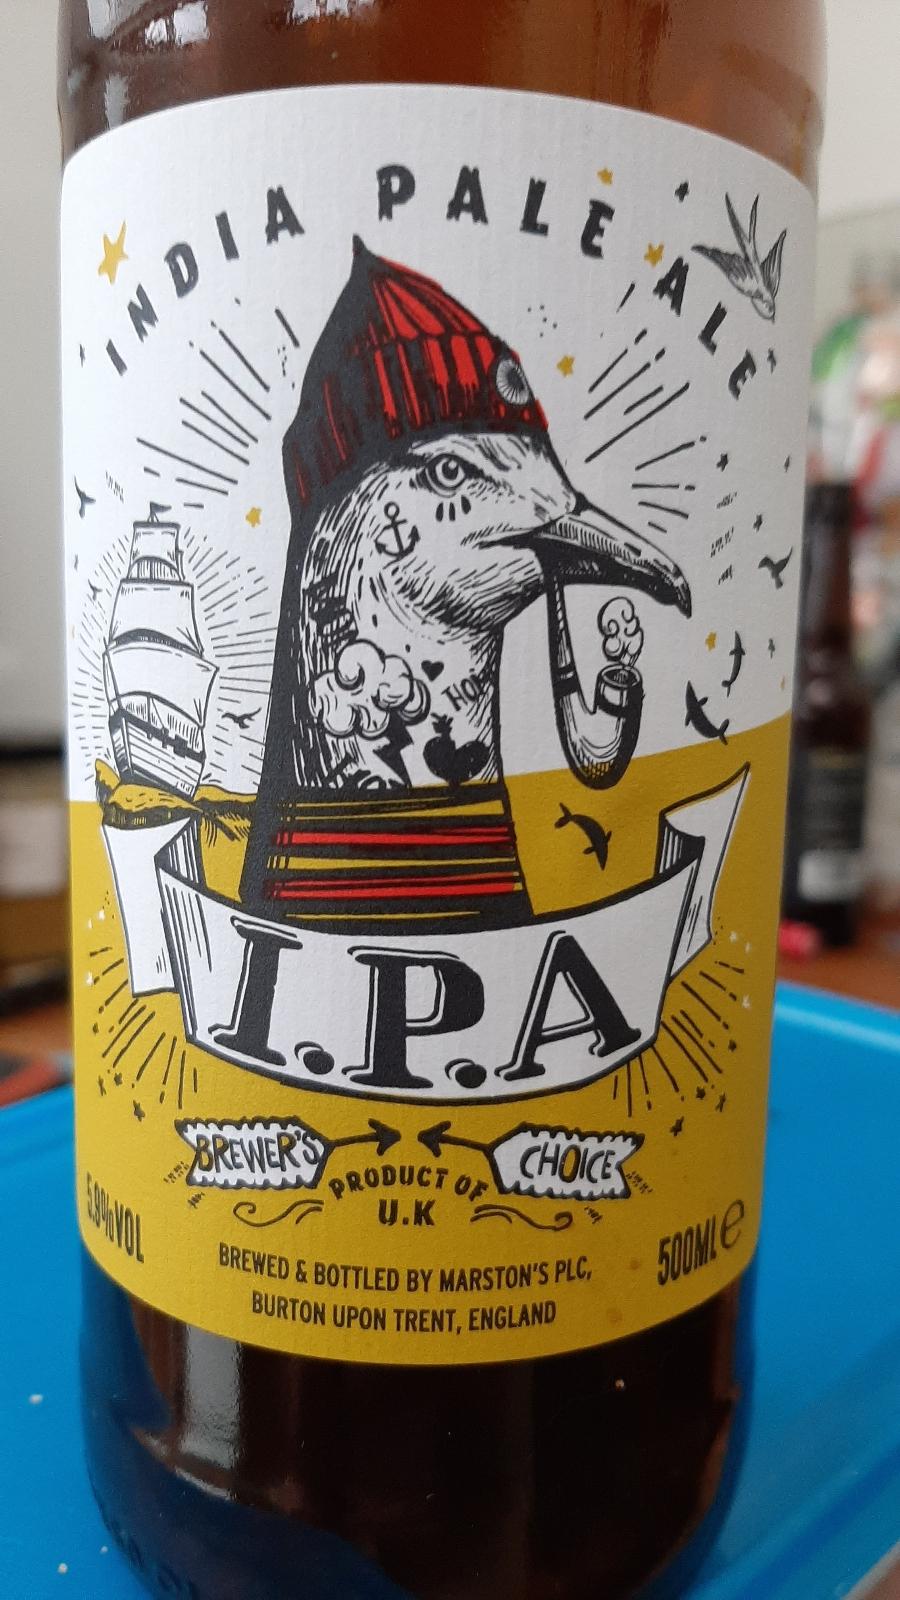 INDIA PALE ALE
HO
I.P.A
BREWER'S CHOICE
PRODUCT OF
U.K
5.9%VOL
500ML e
BREWED & BOTTLED BY MARSTON'S PLC,
BURTON UPON TRENT, ENGLAND